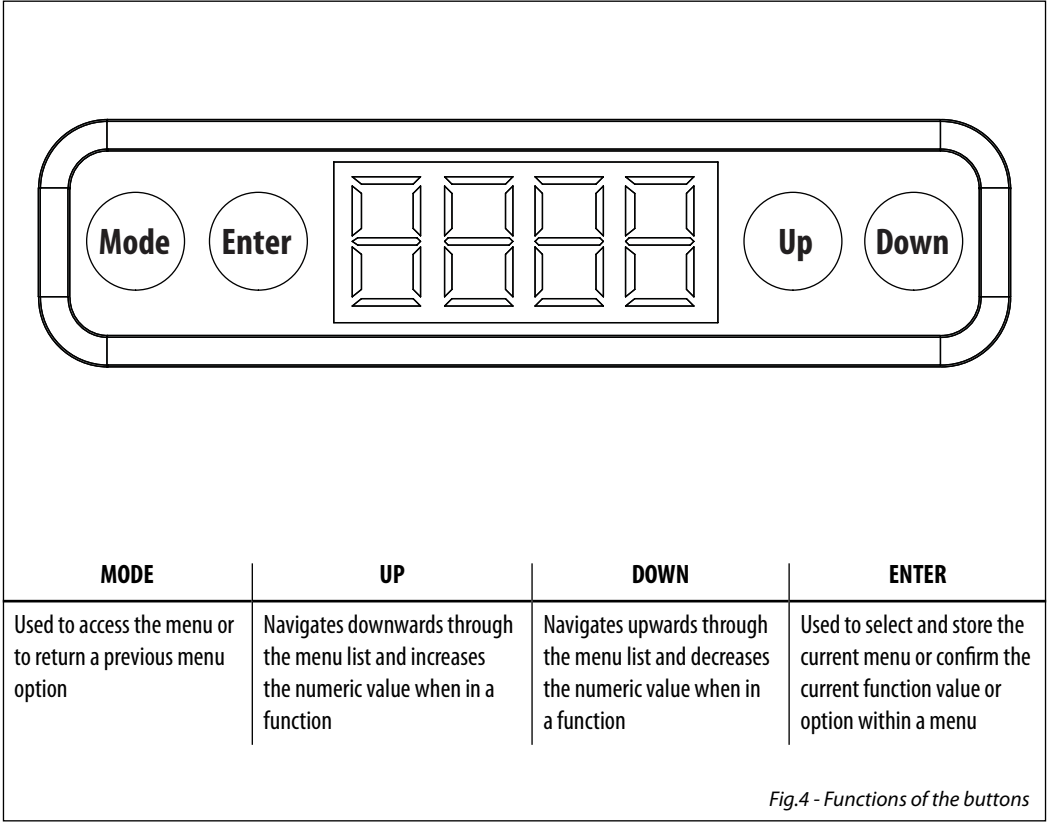 Mode Enter Up Down
MODE UP DOWN ENTER
Used to access the menu or
to return a previous menu
option
Navigates downwards through
the menu list and increases
the numeric value when in a
function
Navigates upwards through
the menu list and decreases
the numeric value when in
a function
Used to select and store the
current menu or confirm the
current function value or
option within a menu
Fig.4 - Functions of the buttons